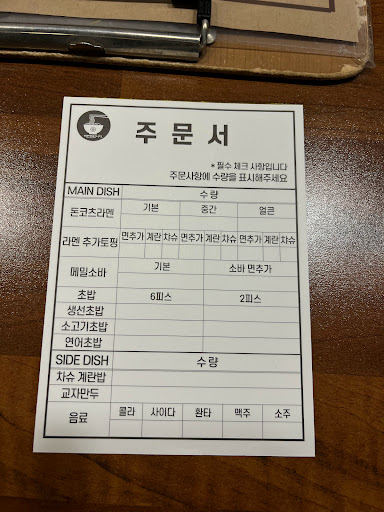 주문서
* 필수 체크 사항입니다
주문사항에 수량을 표시해주세요
MAIN DISH 수량
돈코츠라멘 기본 중간 얼큰
라멘 추가토핑 면추가 계란 차슈 면추가 계란 차슈 면추가 계란 차슈
메밀소바 기본 소바 면추가
초밥 6피스 2피스
생선초밥
소고기초밥
연어초밥
SIDE DISH 수량
차슈 계란밥
교자만두
음료 콜라 사이다 환타 맥주 소주